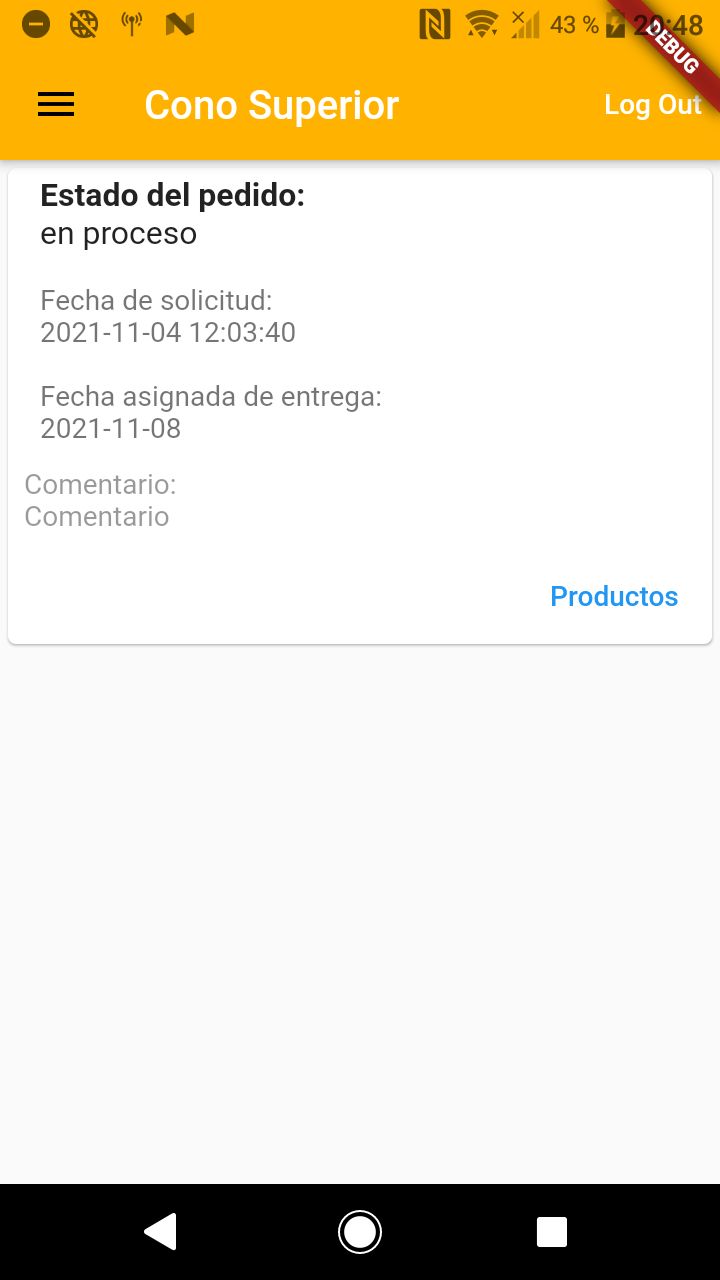 43 % 20:48
DEBUG
Cono Superior
Log Out
Estado del pedido:
en proceso
Fecha de solicitud:
2021-11-04 12:03:40
Fecha asignada de entrega:
2021-11-08
Comentario:
Comentario
Productos